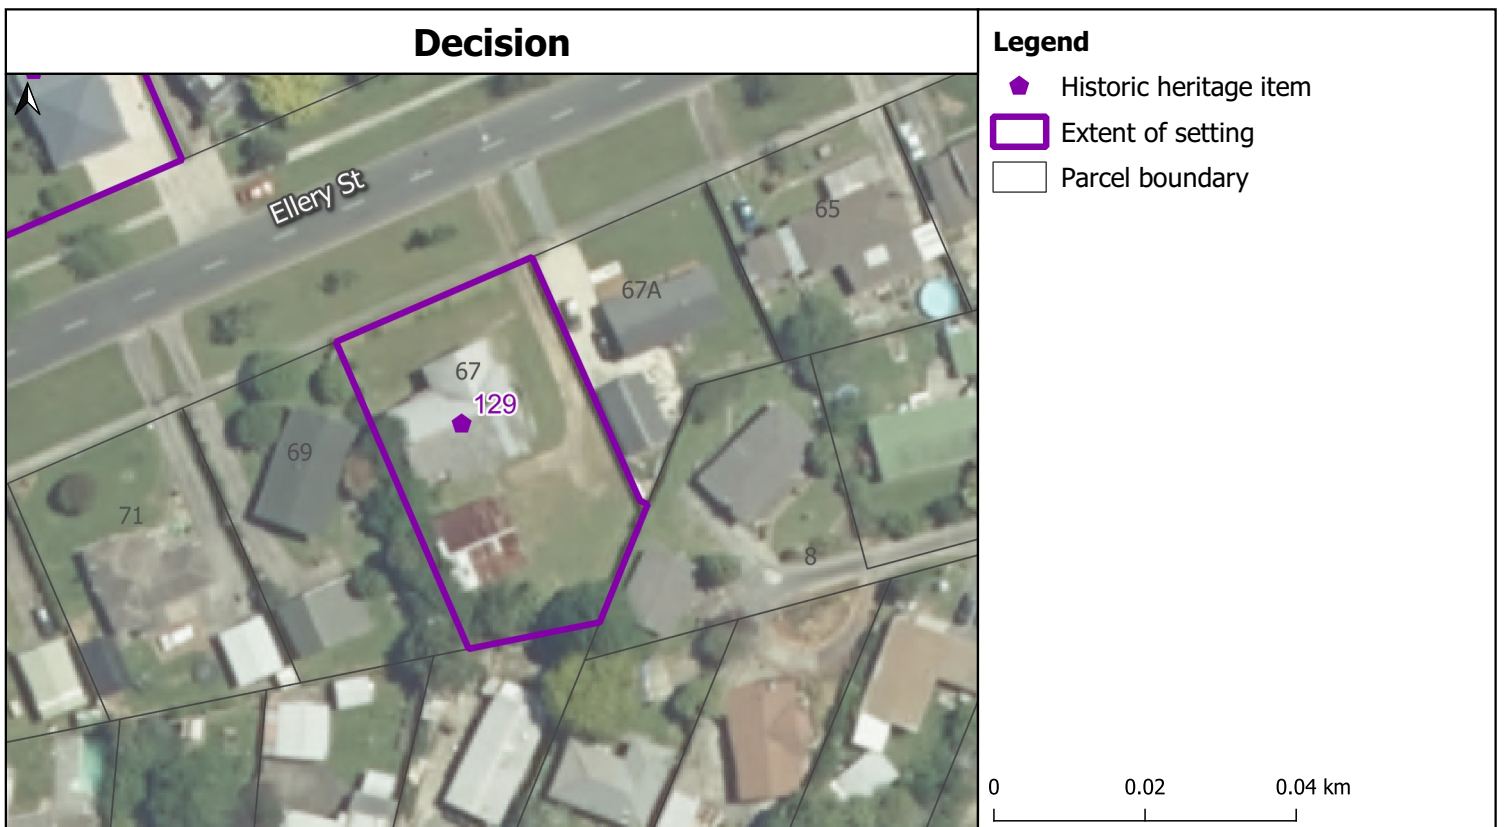 Decision
Legend
Historic heritage item
Extent of setting
Parcel boundary
Ellery St
65
67A
67
129
69
71
8
0 0.02 0.04 km